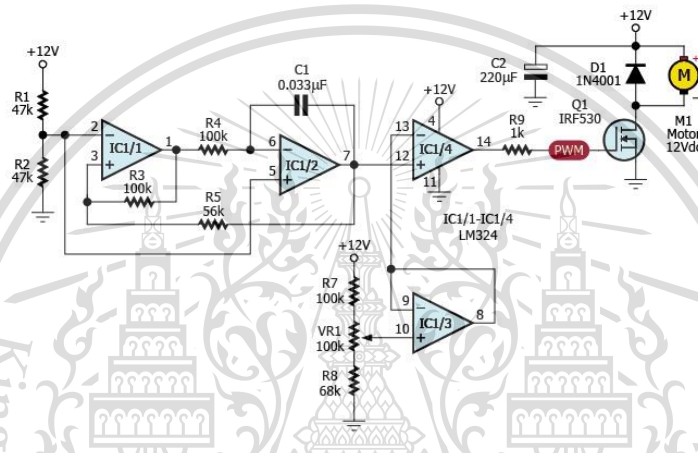 +12V
R1
47k
R2
47k
2
3
1
IC1/1
R3
100k
R4
100k
R5
56k
C1
0.033µF
6
5
7
IC1/2
+12V
13
12
4
11
14
IC1/4
R9
1k
PWM
Q1
IRF530
C2
220µF
D1
1N4001
+12V
M
M1
Motor
12Vdc
IC1/1-IC1/4
LM324
+12V
R7
100k
VR1
100k
R8
68k
9
10
8
IC1/3